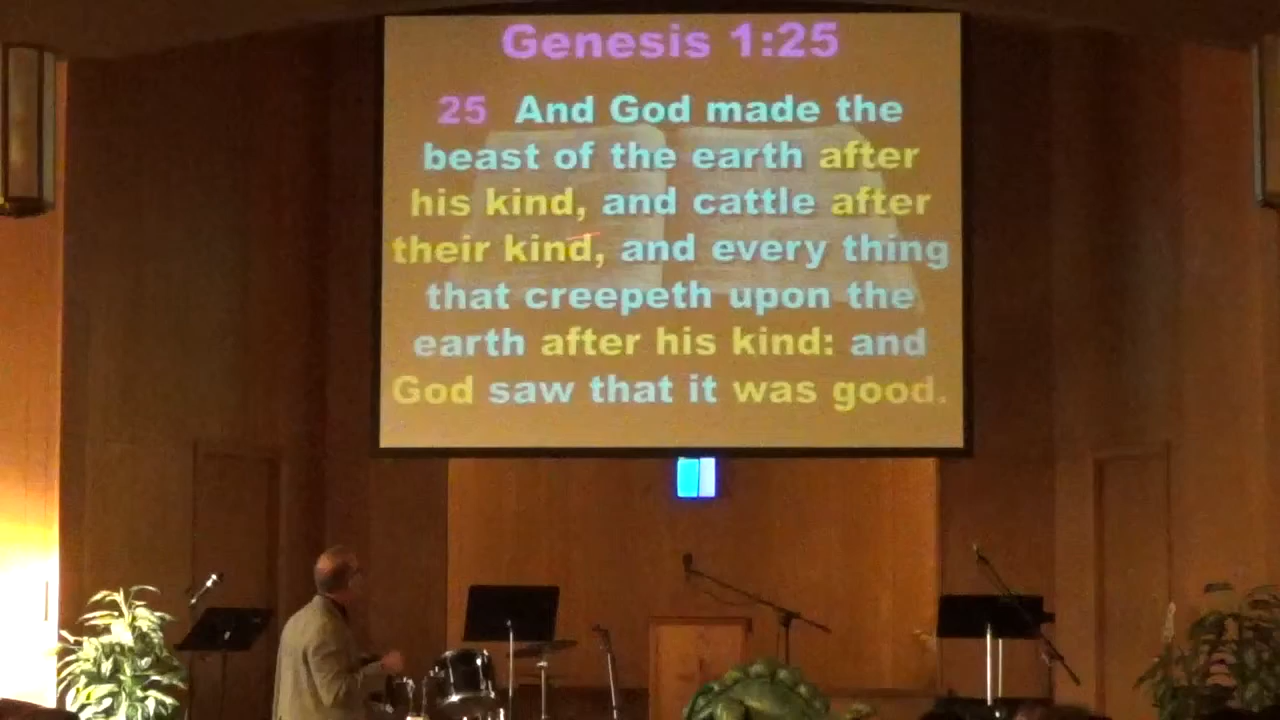 Genesis 1:25
25 And God made the
beast of the earth after
his kind, and cattle after
their kind, and every thing
that creepeth upon the
earth after his kind: and
God saw that it was good.